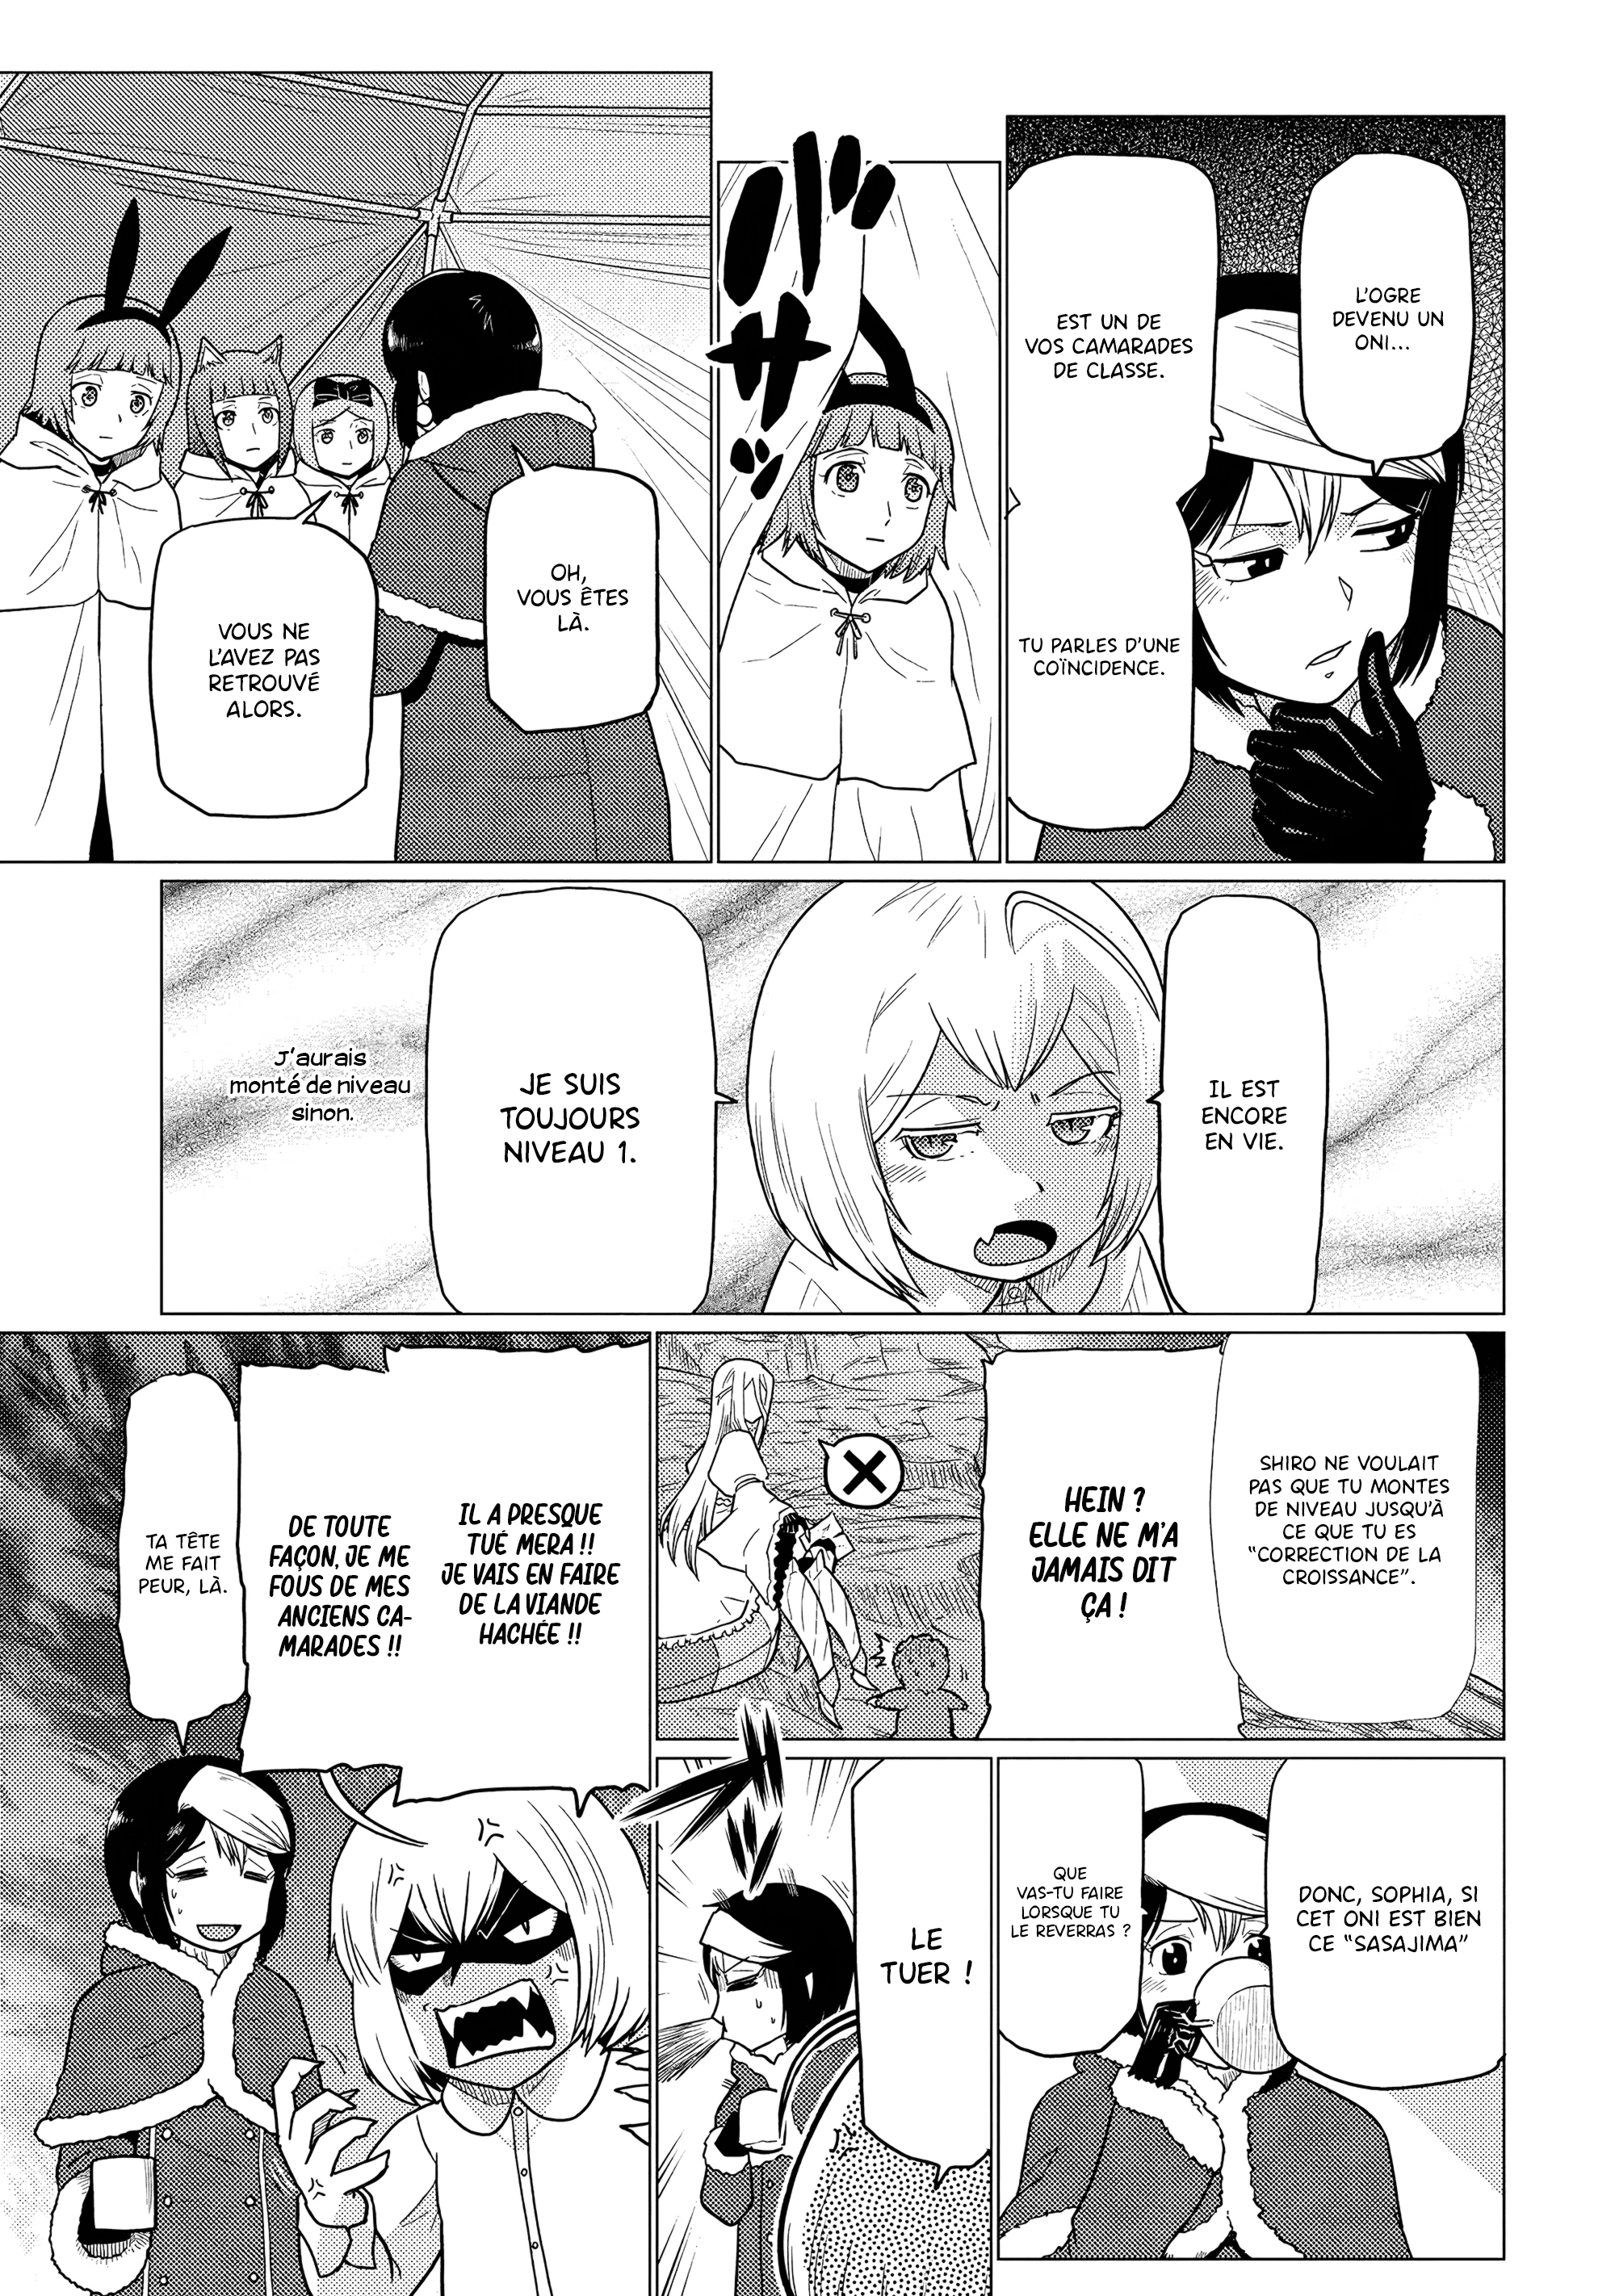 L'OGRE
DEVENU UN
ONI...
EST UN DE
VOS CAMARADES
DE CLASSE.
TU PARLES D'UNE
COÏNCIDENCE.
バサッ
OH,
VOUS ÊTES
LÀ.
VOUS NE
L'AVEZ PAS
RETROUVÉ
ALORS.
IL EST
ENCORE
EN VIE.
JE SUIS
TOUJOURS
NIVEAU 1.
J'aurais
monté de niveau
sinon.
SHIRO NE VOULAIT
PAS QUE TU MONTES
DE NIVEAU JUSQU'À
CE QUE TU ES
"CORRECTION DE LA
CROISSANCE".
HEIN ?
ELLE NE M'A
JAMAIS DIT
ÇA !
DONC, SOPHIA, SI
CET ONI EST BIEN
CE "SASAJIMA"
QUE
VAS-TU FAIRE
LORSQUE TU
LE REVERRAS ?
LE
TUER !
IL A PRESQUE
TUÉ MERA !!
JE VAIS EN FAIRE
DE LA VIANDE
HACHÉE !!
DE TOUTE
FAÇON, JE ME
FOUS DE MES
ANCIENS CA-
MARADES !!
TA TÊTE
ME FAIT
PEUR, LÀ.